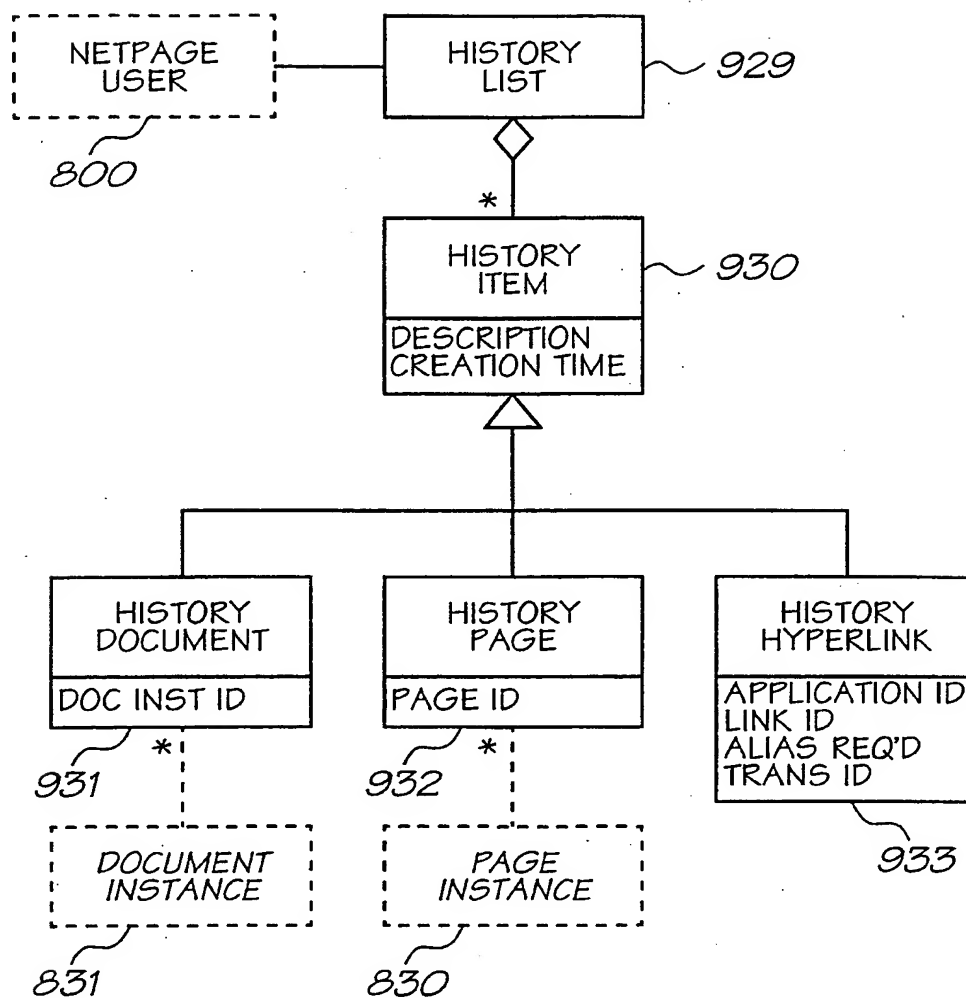 NETPAGE
USER
800
HISTORY
LIST
929
*
HISTORY
ITEM
930
DESCRIPTION
CREATION TIME
HISTORY
DOCUMENT
DOC INST ID
931
*
DOCUMENT
INSTANCE
831
HISTORY
PAGE
PAGE ID
932
*
PAGE
INSTANCE
830
HISTORY
HYPERLINK
APPLICATION ID
LINK ID
ALIAS REQ'D
TRANS ID
933